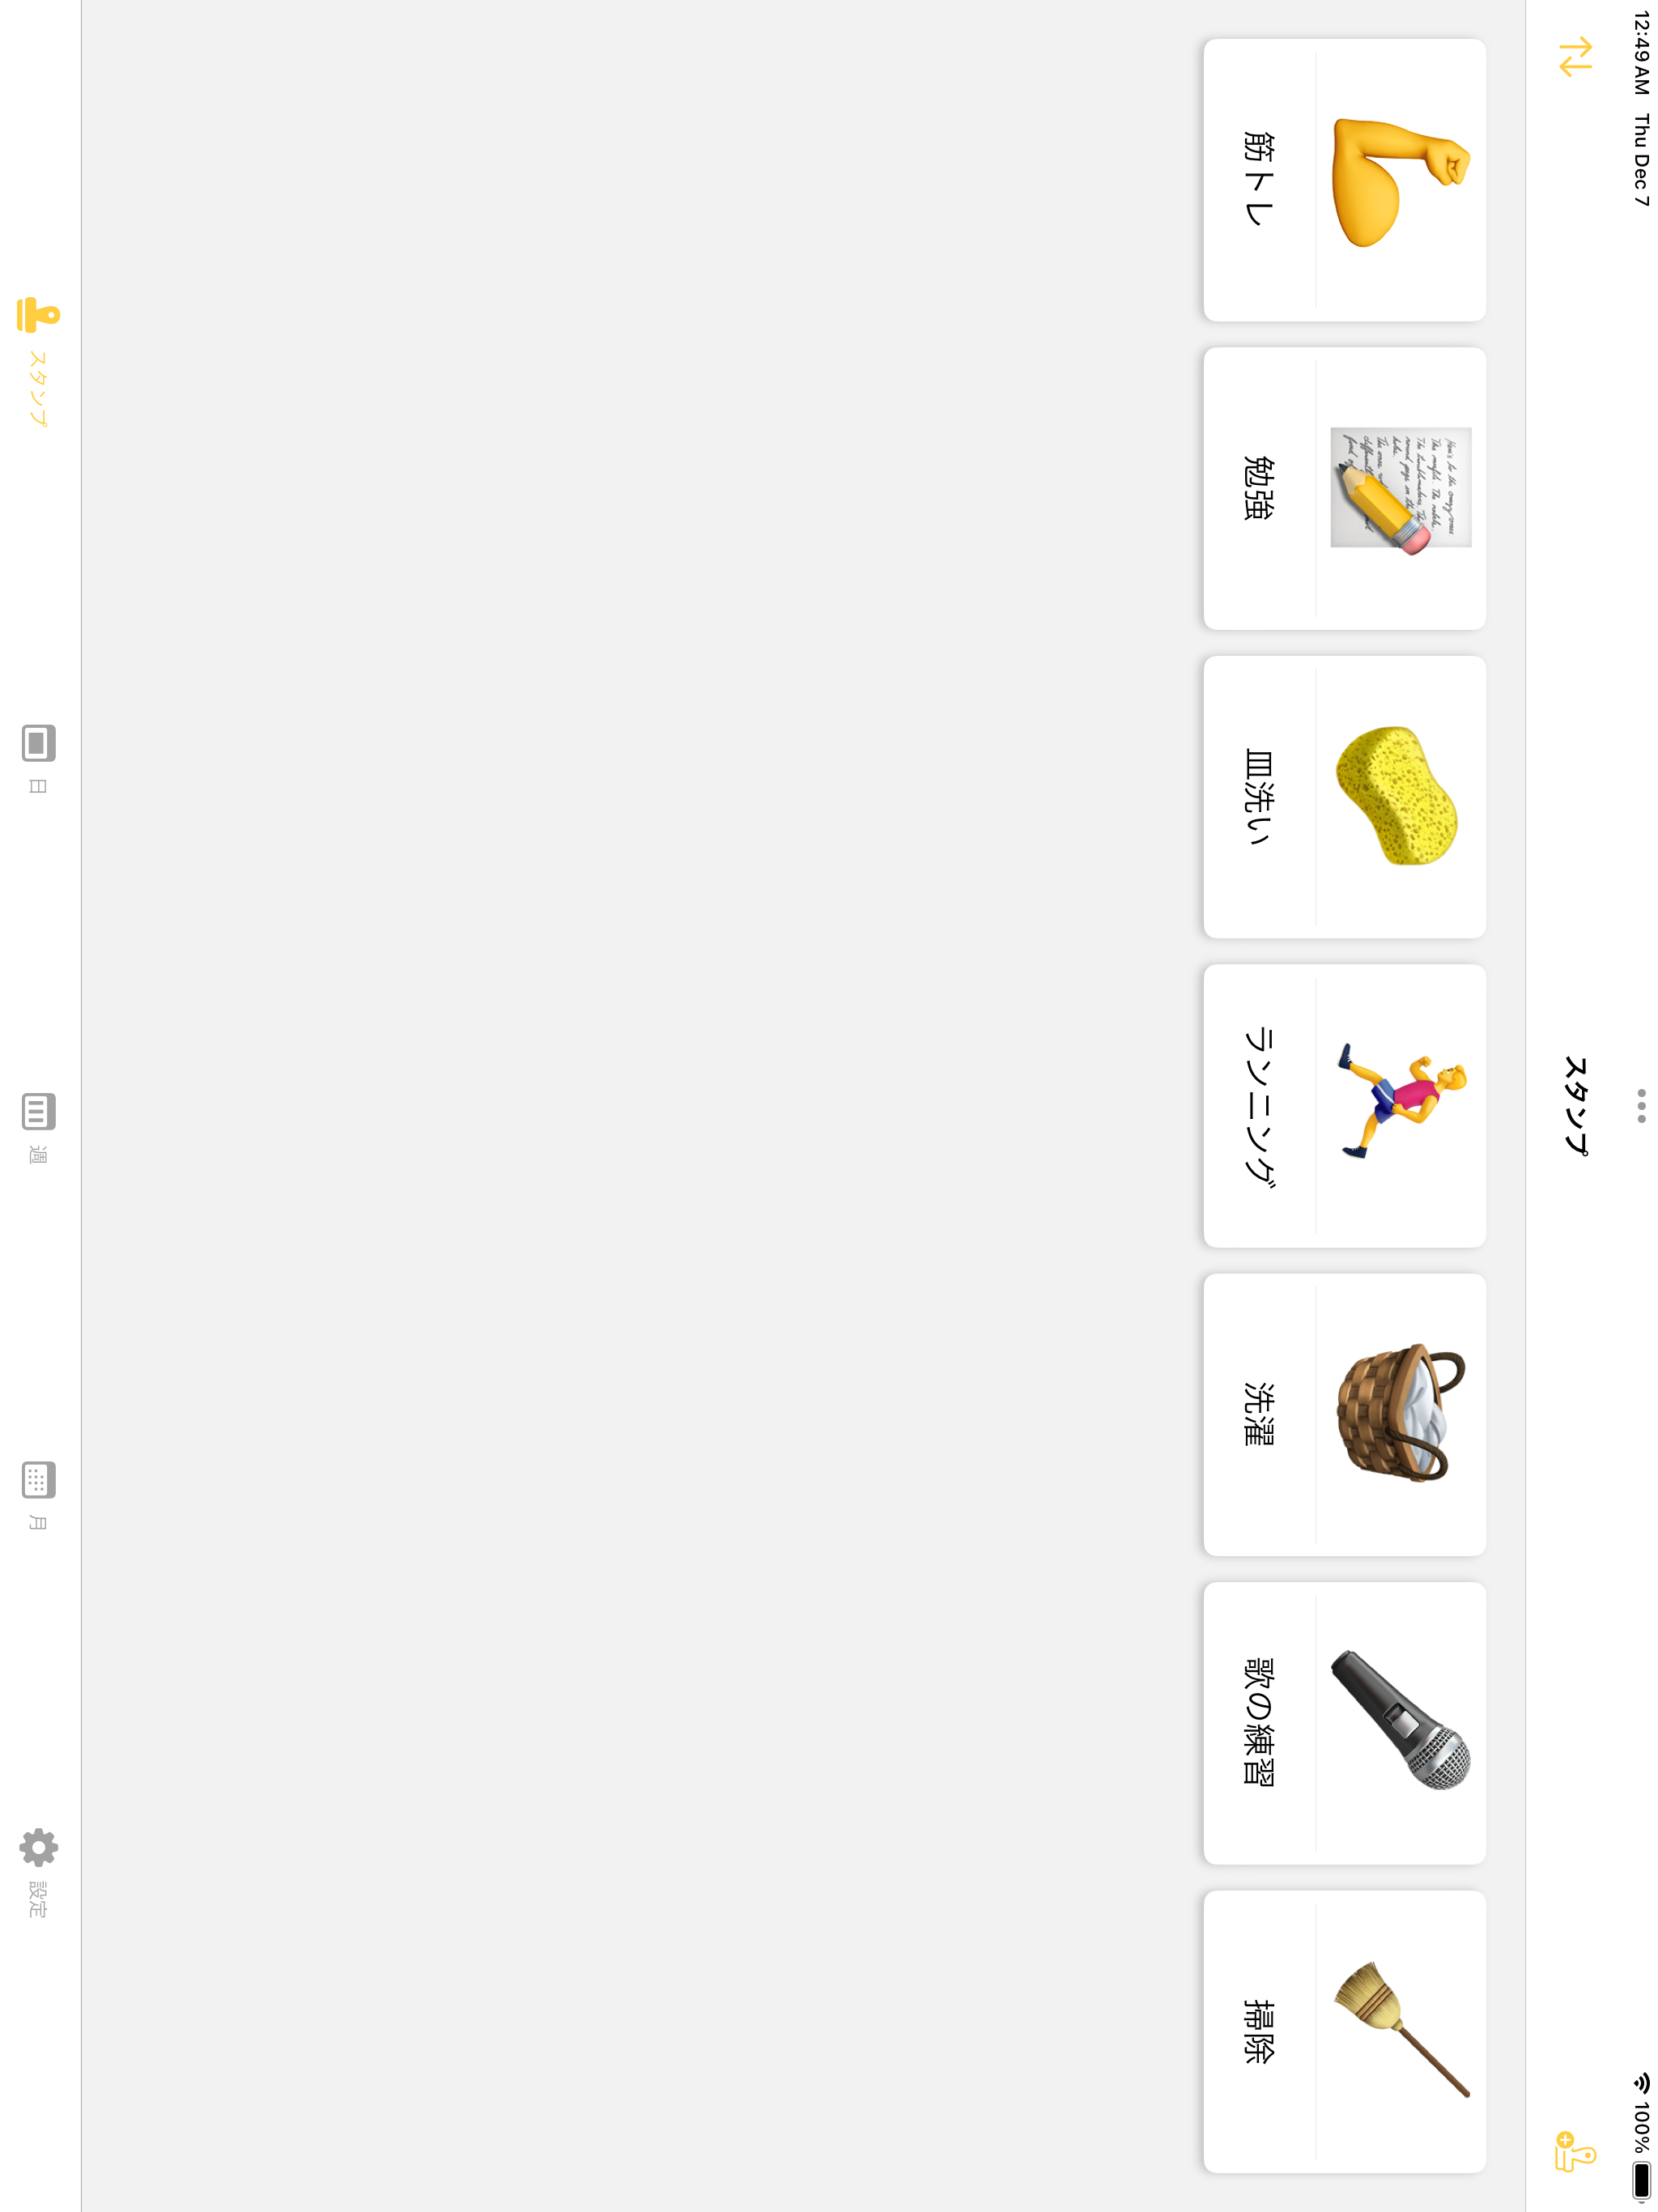 12:49 AM Thu Dec 7
100%
スタンプ
筋トレ
勉強
皿洗い
ランニング
洗濯
歌の練習
掃除
スタンプ
日
週
月
設定